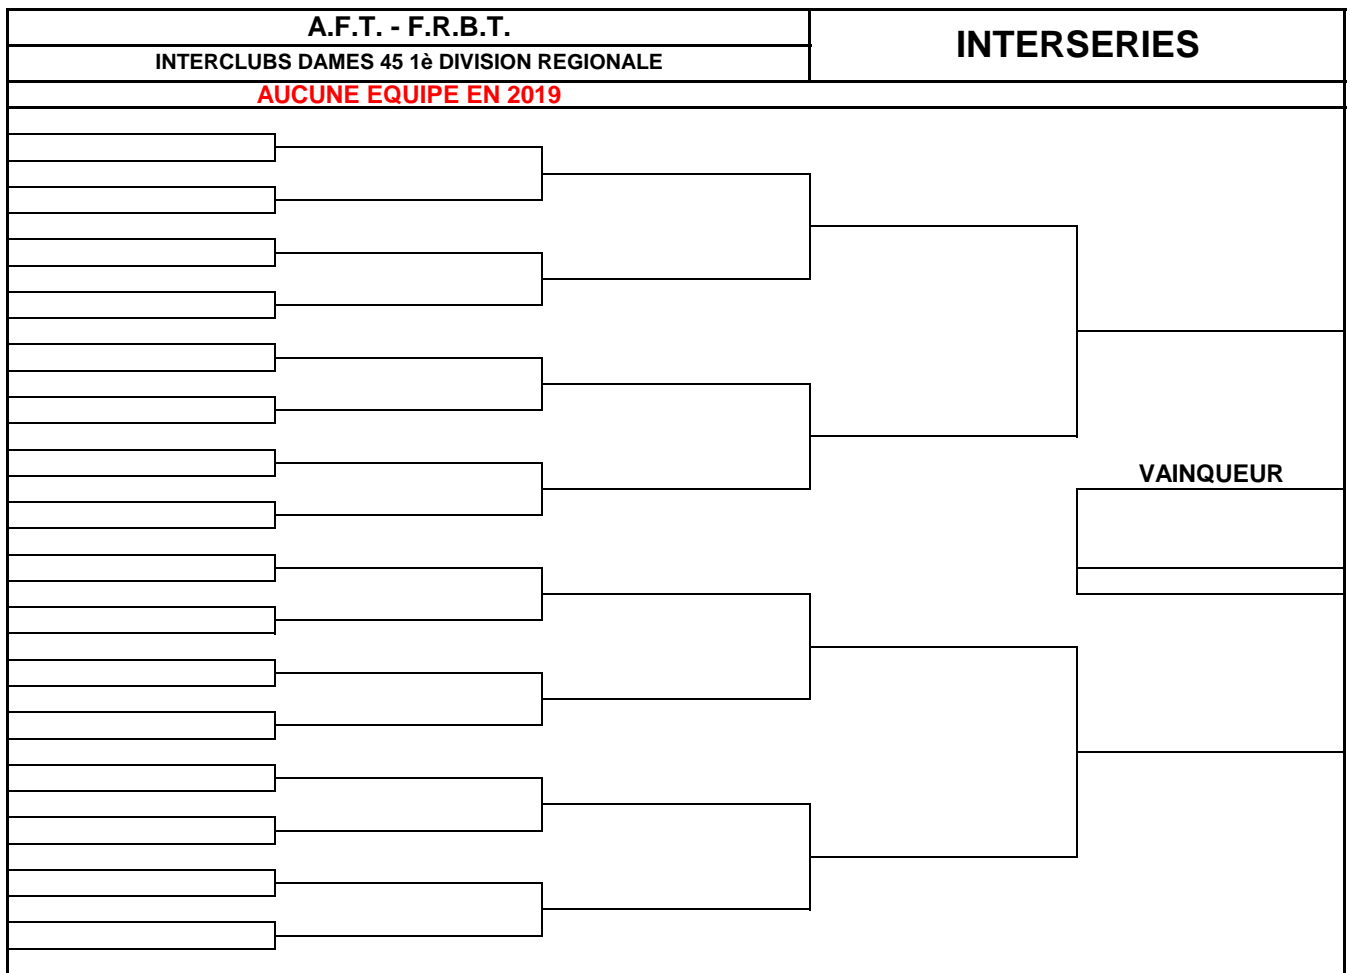 A.F.T. - F.R.B.T.
INTERSERIES
INTERCLUBS DAMES 45 1è DIVISION REGIONALE
AUCUNE EQUIPE EN 2019
VAINQUEUR